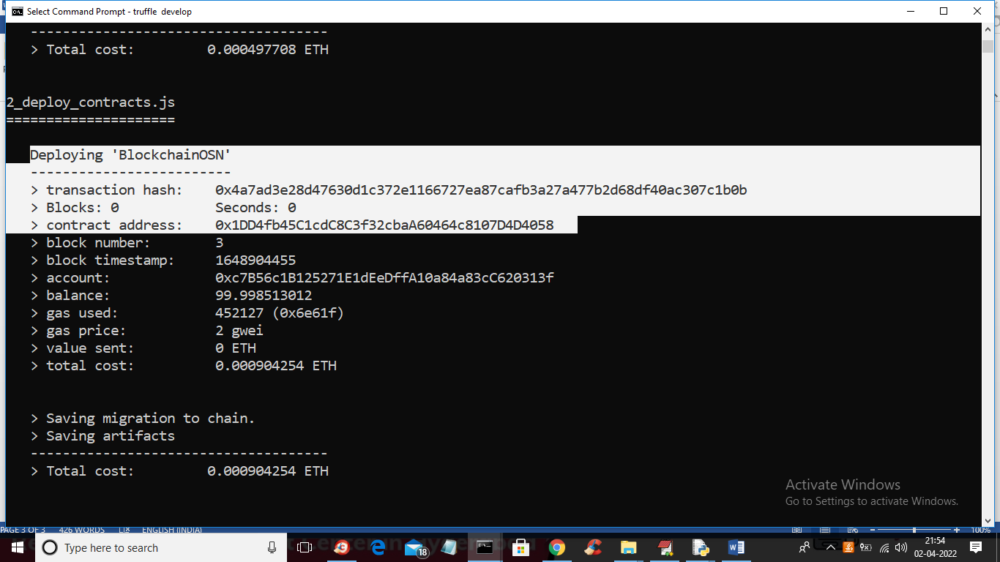 Select Command Prompt - truffle  develop
-------------------------------------
> Total cost:         0.000497708 ETH
2_deploy_contracts.js
=====================
Deploying 'BlockchainOSN'
-------------------------
> transaction hash:    0x4a7ad3e28d47630d1c372e1166727ea87cafb3a27a477b2d68df40ac307c1b0b
> Blocks: 0            Seconds: 0
> contract address:    0x1DD4fb45C1cdC8C3f32cbaA60464c8107D4D4058
> block number:        3
> block timestamp:     1648904455
> account:             0xc7B56c1B125271E1dEeDffA10a84a83cC620313f
> balance:             99.998513012
> gas used:            452127 (0x6e61f)
> gas price:           2 gwei
> value sent:          0 ETH
> total cost:          0.000904254 ETH
> Saving migration to chain.
> Saving artifacts
-------------------------------------
> Total cost:         0.000904254 ETH
Activate Windows
Go to Settings to activate Windows.
PAGE 3 OF 3 426 WORDS ENGLISH (INDIA) 100%
Type here to search
18
21:54
02-04-2022